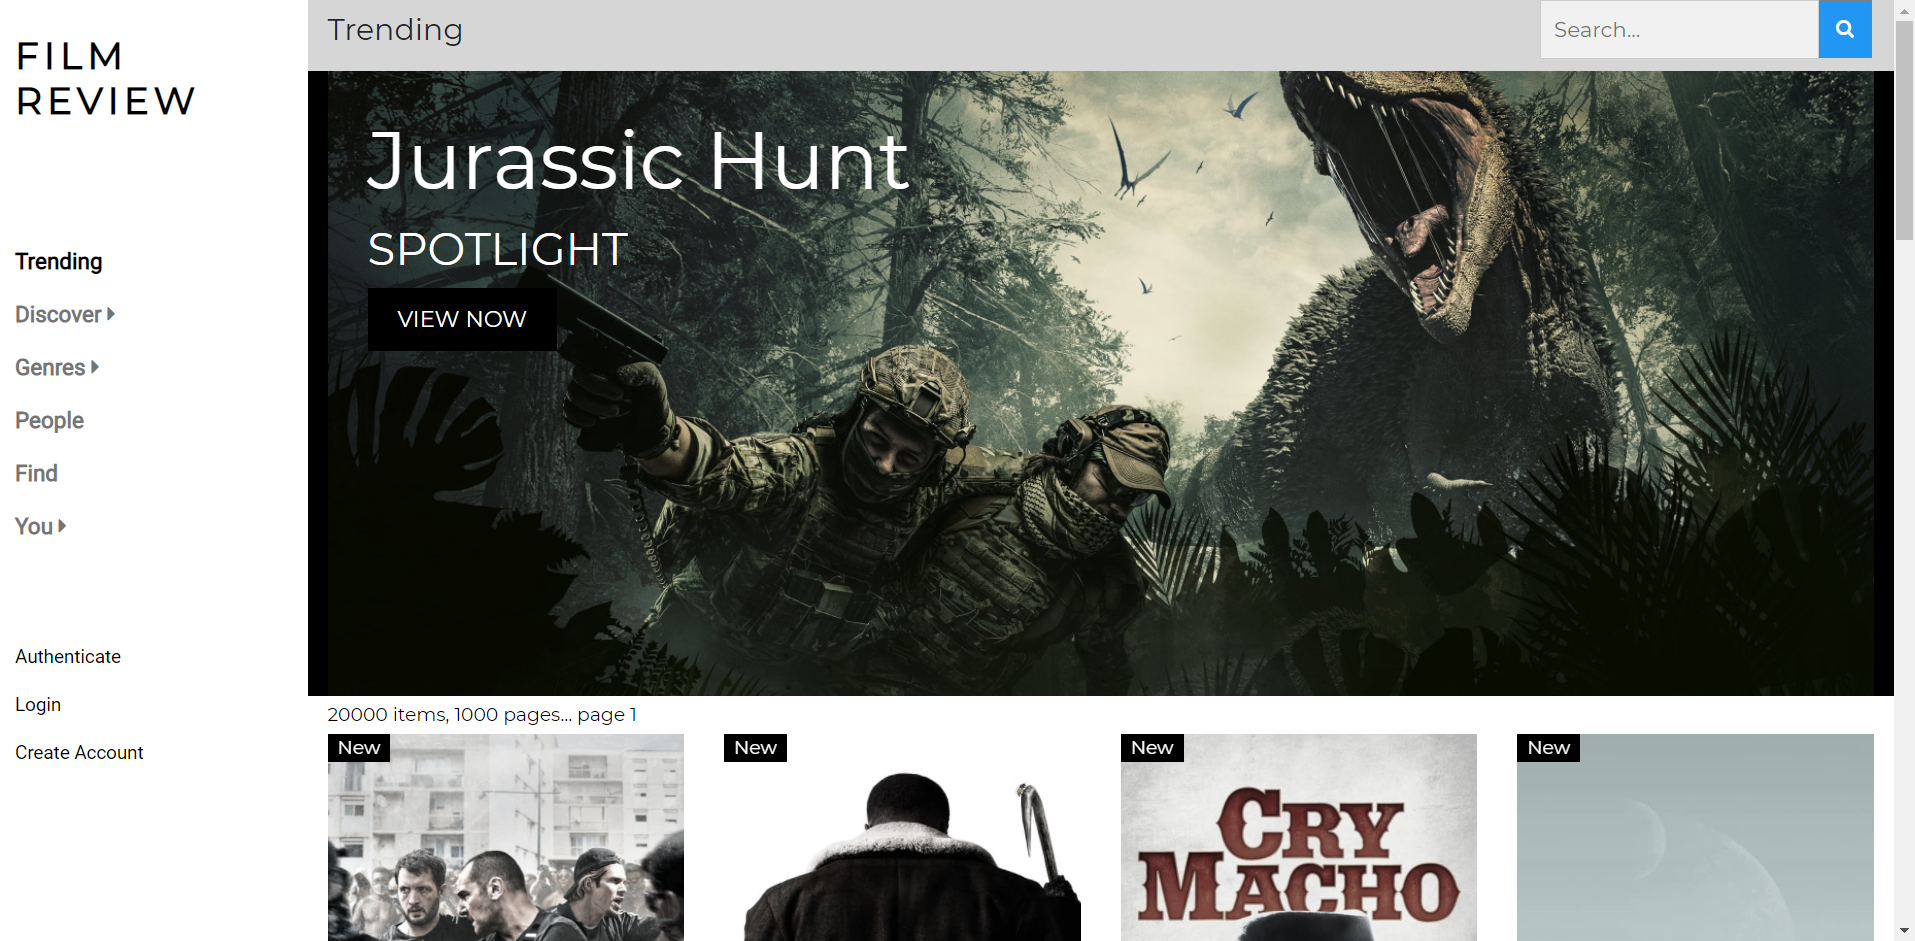 FILM
REVIEW
Trending
Discover
Genres
People
Find
You
Authenticate
Login
Create Account
Trending
Search...
Jurassic Hunt
SPOTLIGHT
VIEW NOW
20000 items, 1000 pages... page 1
New
New
New
New
CRY
MACHO